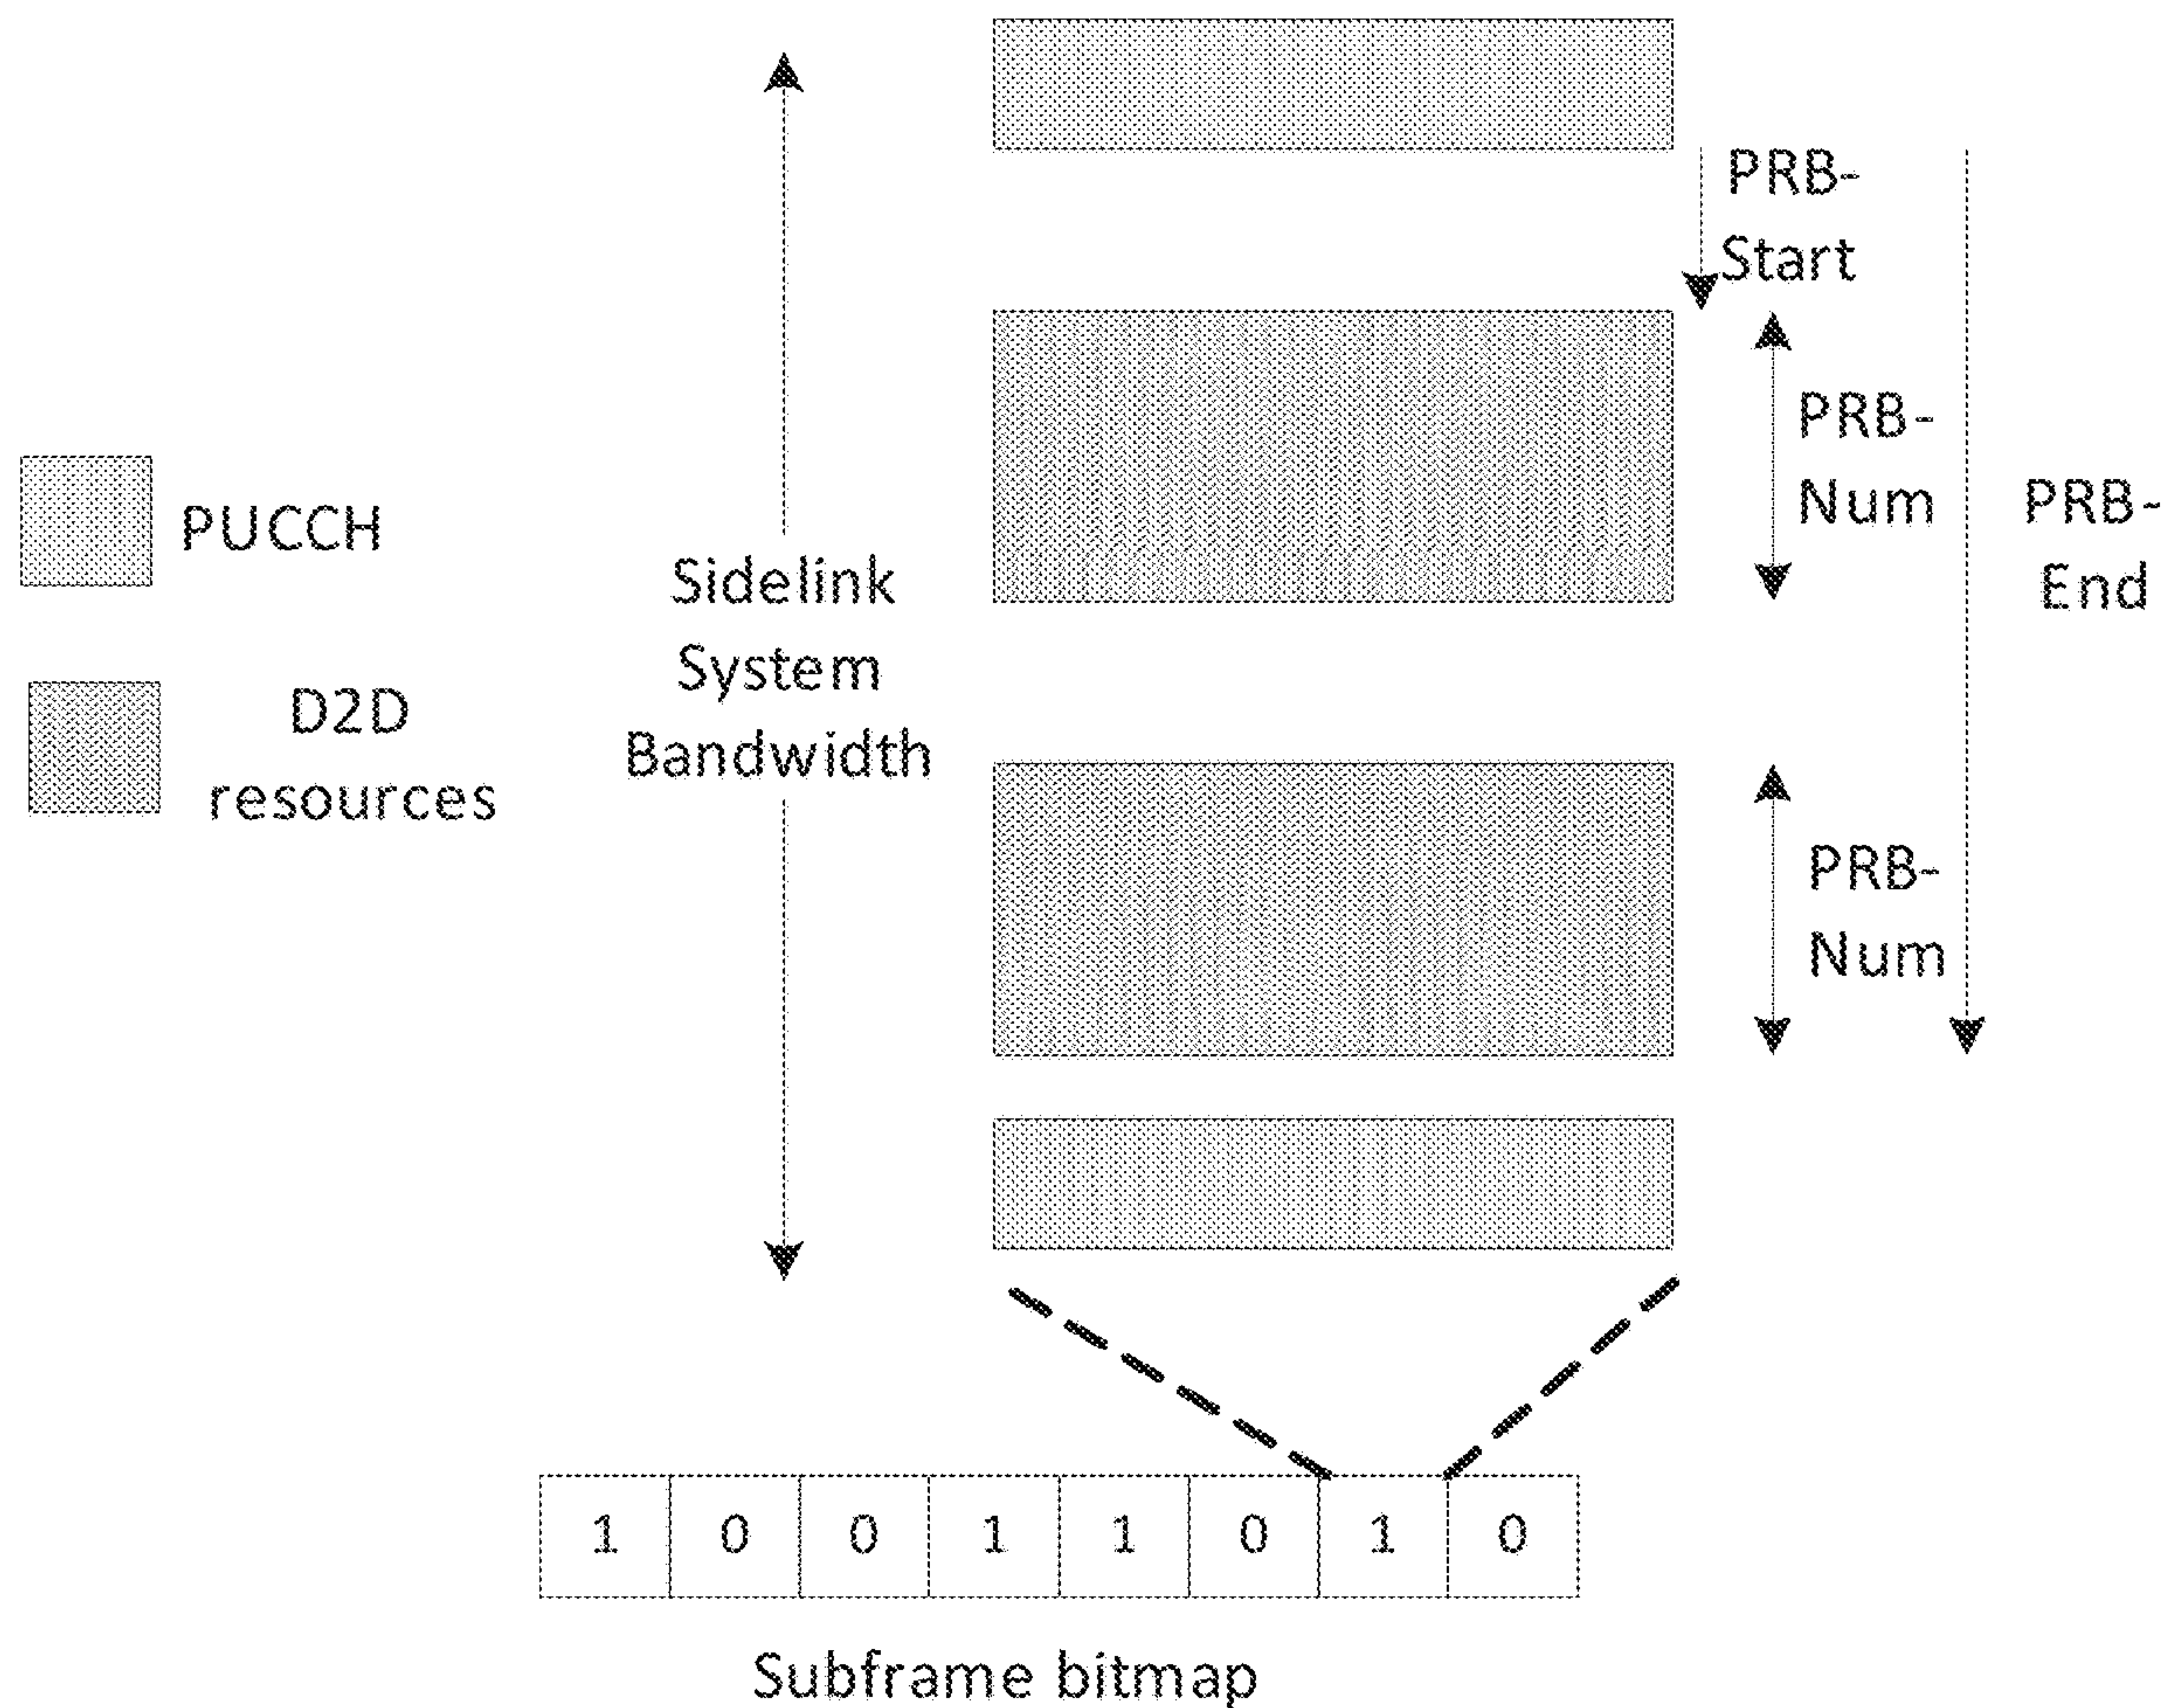 PRB-
Start
PRB-
Num
PRB-
End
PUCCH
Sidelink
System
Bandwidth
D2D
resources
PRB-
Num
1 0 0 1 1 0 1 0
Subframe bitmap